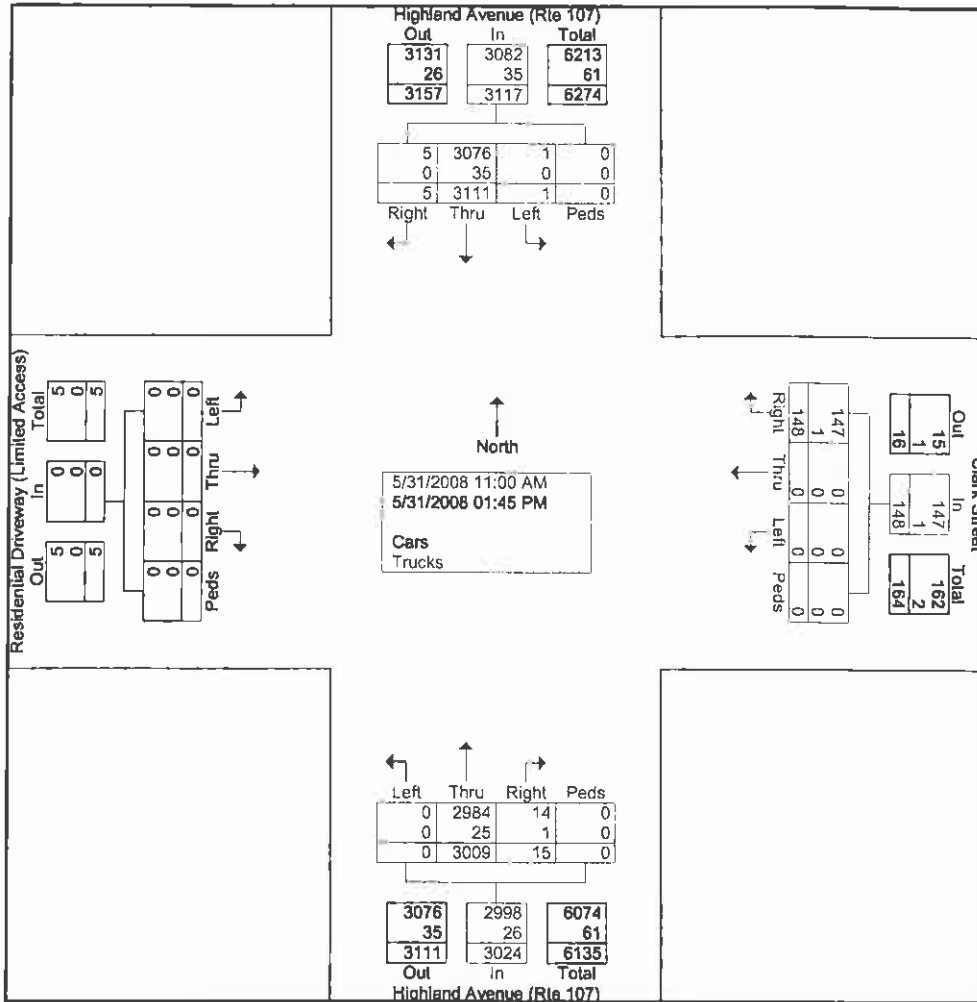 Highland Avenue (Rte 107)
Out In Total
3131 3082 6213
26 35 61
3157 3117 6274
5 3076 1 0
0 35 0 0
5 3111 1 0
Right Thru Left Peds
Residential Driveway (Limited Access)
Total In Out
5 0 5
0 0 0
5 0 5
Left Thru Right Peds
0 0 0 0
0 0 0 0
0 0 0 0
North
5/31/2008 11:00 AM
5/31/2008 01:45 PM
Cars
Trucks
Right Thru Left Peds
147 0 0 0
1 0 0 0
148 0 0 0
Street
Out In Total
15 147 162
1 1 2
16 148 164
Left Thru Right Peds
0 2984 14 0
0 25 1 0
0 3009 15 0
3076 2998 6074
35 26 61
3111 3024 6135
Out In Total
Highland Avenue (Rte 107)